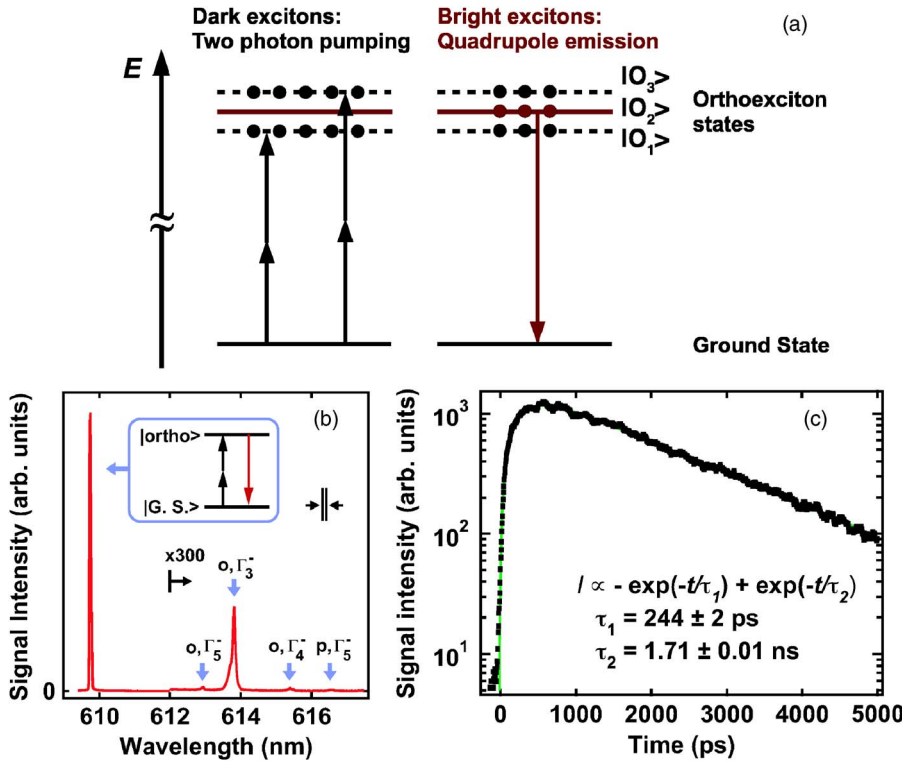 Dark excitons:
Two photon pumping
Bright excitons:
Quadrupole emission
(a)
E
|O₃>
|O₂>
|O₁>
Orthoexciton
states
Ground State
(b)
Signal Intensity (arb. units)
|ortho>
|G. S.>
x300
o,Γ₃⁻
o,Γ₅⁻
o,Γ₄⁻
p,Γ₅⁻
0
610 612 614 616
Wavelength (nm)
(c)
Signal intensity (arb. units)
10³
10²
10¹
I ∝ - exp(-t/τ₁) + exp(-t/τ₂)
τ₁ = 244 ± 2 ps
τ₂ = 1.71 ± 0.01 ns
0 1000 2000 3000 4000 5000
Time (ps)